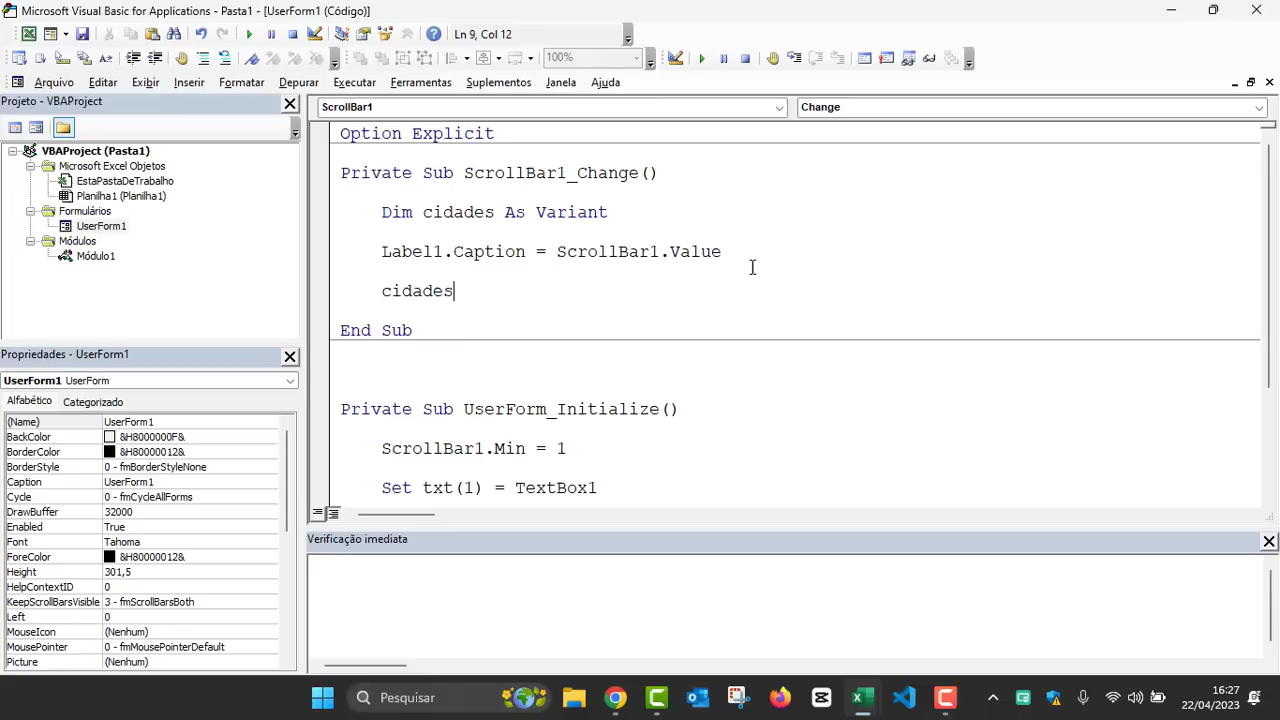 Microsoft Visual Basic for Applications - Pasta1 - [UserForm1 (Código)]
Ln 9, Col 12
100%
Arquivo Editar Exibir Inserir Formatar Depurar Executar Ferramentas Suplementos Janela Ajuda
Projeto - VBAProject
VBAProject (Pasta1)
Microsoft Excel Objetos
EstaPastaDeTrabalho
Planilha1 (Planilha1)
Formulários
UserForm1
Módulos
Módulo1
Propriedades - UserForm1
UserForm1 UserForm
Alfabético Categorizado
(Name) UserForm1
BackColor &H8000000F&
BorderColor &H80000012&
BorderStyle 0 - fmBorderStyleNone
Caption UserForm1
Cycle 0 - fmCycleAllForms
DrawBuffer 32000
Enabled True
Font Tahoma
ForeColor &H80000012&
Height 301,5
HelpContextID 0
KeepScrollBarsVisible 3 - fmScrollBarsBoth
Left 0
MouseIcon (Nenhum)
MousePointer 0 - fmMousePointerDefault
Picture (Nenhum)
ScrollBar1 Change
Option Explicit
Private Sub ScrollBar1_Change()
Dim cidades As Variant
Label1.Caption = ScrollBar1.Value
cidades
End Sub
Private Sub UserForm_Initialize()
ScrollBar1.Min = 1
Set txt(1) = TextBox1
Verificação imediata
Pesquisar
16:27
22/04/2023